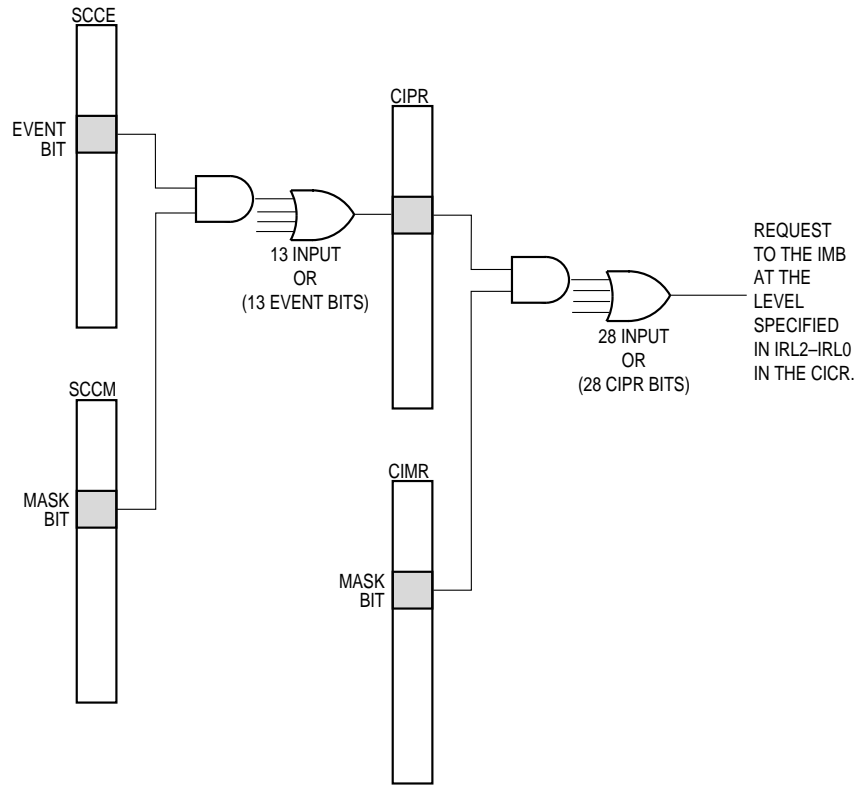 SCCE
EVENT
BIT
CIPR
13 INPUT
OR
(13 EVENT BITS)
REQUEST
TO THE IMB
AT THE
LEVEL
SPECIFIED
IN IRL2–IRL0
IN THE CICR.
28 INPUT
OR
(28 CIPR BITS)
SCCM
MASK
BIT
CIMR
MASK
BIT